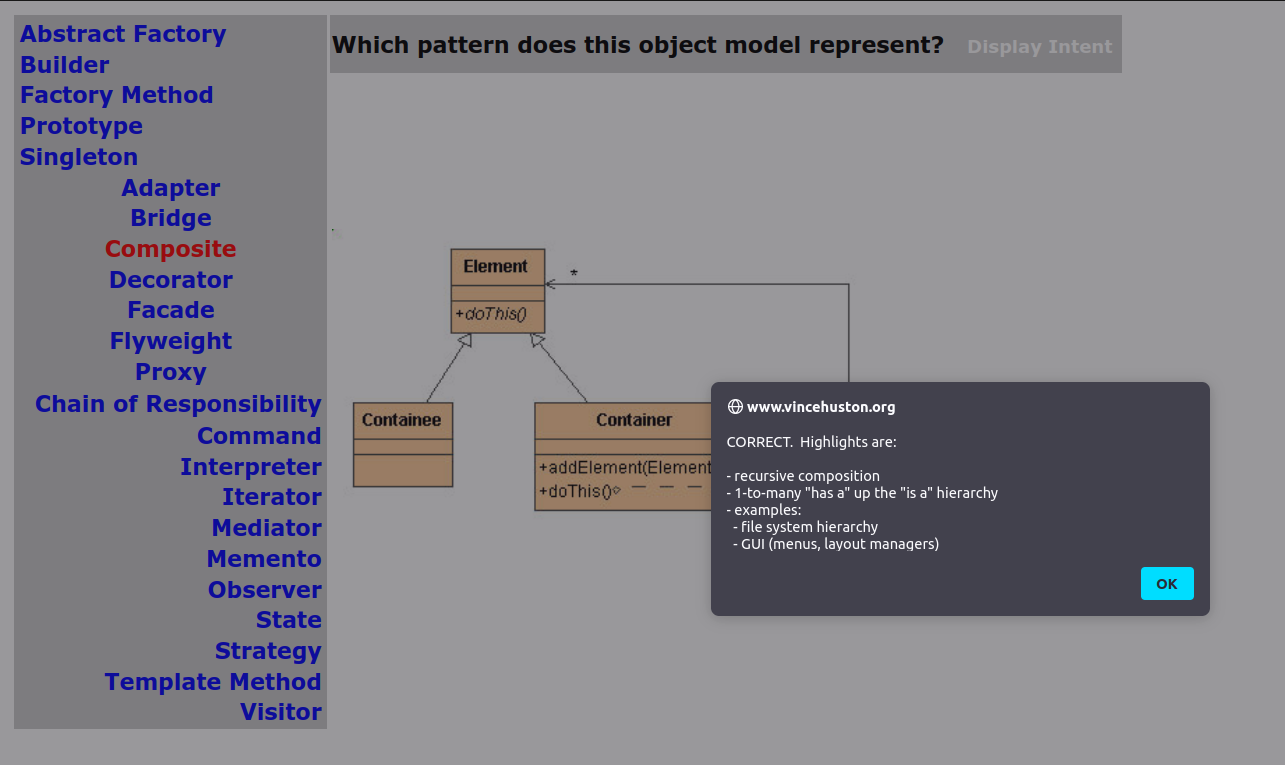 Abstract Factory
Builder
Factory Method
Prototype
Singleton
Adapter
Bridge
Composite
Decorator
Facade
Flyweight
Proxy
Chain of Responsibility
Command
Interpreter
Iterator
Mediator
Memento
Observer
State
Strategy
Template Method
Visitor
Which pattern does this object model represent? Display Intent
Element
*
+doThis()
Containee
Container
+addElement(Element
+doThis()
www.vincehuston.org
CORRECT.  Highlights are:
- recursive composition
- 1-to-many "has a" up the "is a" hierarchy
- examples:
- file system hierarchy
- GUI (menus, layout managers)
OK